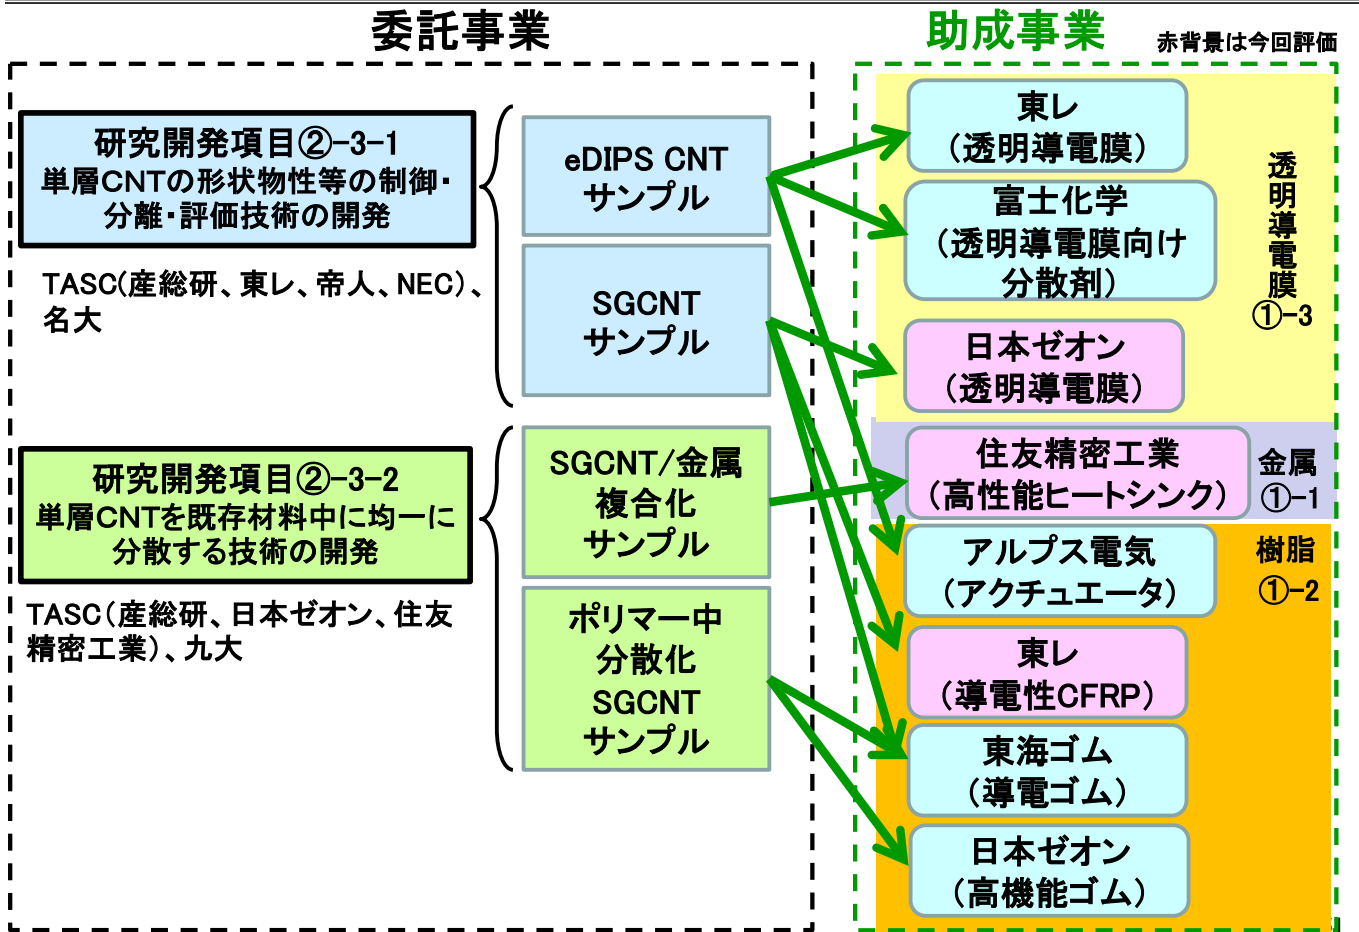 委託事業
助成事業
赤背景は今回評価
研究開発項目②-3-1
単層CNTの形状物性等の制御・
分離・評価技術の開発
TASC(産総研、東レ、帝人、NEC)、
名大
eDIPS CNT
サンプル
SGCNT
サンプル
研究開発項目②-3-2
単層CNTを既存材料中に均一に
分散する技術の開発
TASC(産総研、日本ゼオン、住友
精密工業)、九大
SGCNT/金属
複合化
サンプル
ポリマー中
分散化
SGCNT
サンプル
東レ
(透明導電膜)
富士化学
(透明導電膜向け
分散剤)
日本ゼオン
(透明導電膜)
透明導電膜
①-3
住友精密工業
(高性能ヒートシンク)
金属
①-1
アルプス電気
(アクチュエータ)
樹脂
①-2
東レ
(導電性CFRP)
東海ゴム
(導電ゴム)
日本ゼオン
(高機能ゴム)